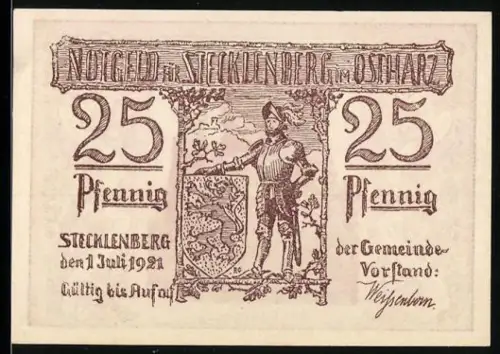 NOTGELD FÜR STECKLENBERG IM OSTHARZ
25 25
Pfennig Pfennig
STECKLENBERG
den 1 Juli 1921
Gültig bis Aufruf
der Gemeinde-
Vorstand:
Weissenborn